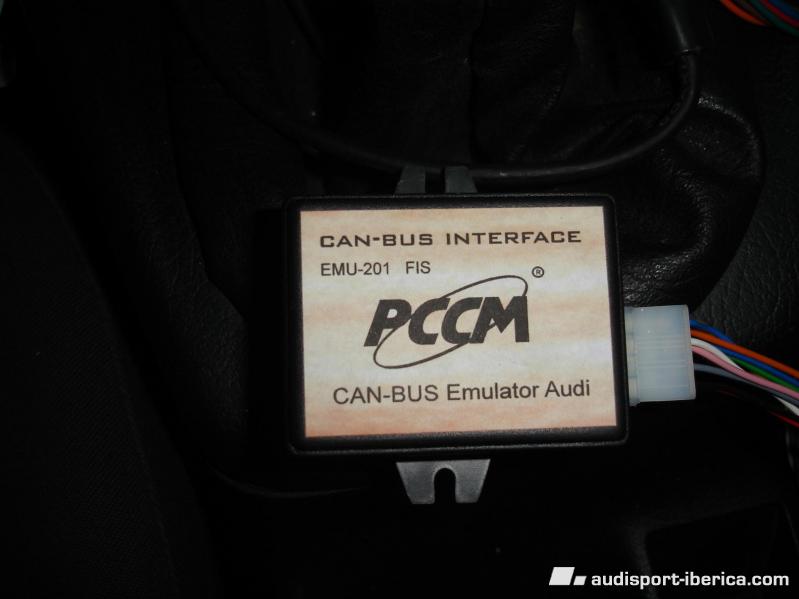 CAN-BUS INTERFACE
EMU-201 FIS
®
PCCM
CAN-BUS Emulator Audi
audisport-iberica.com